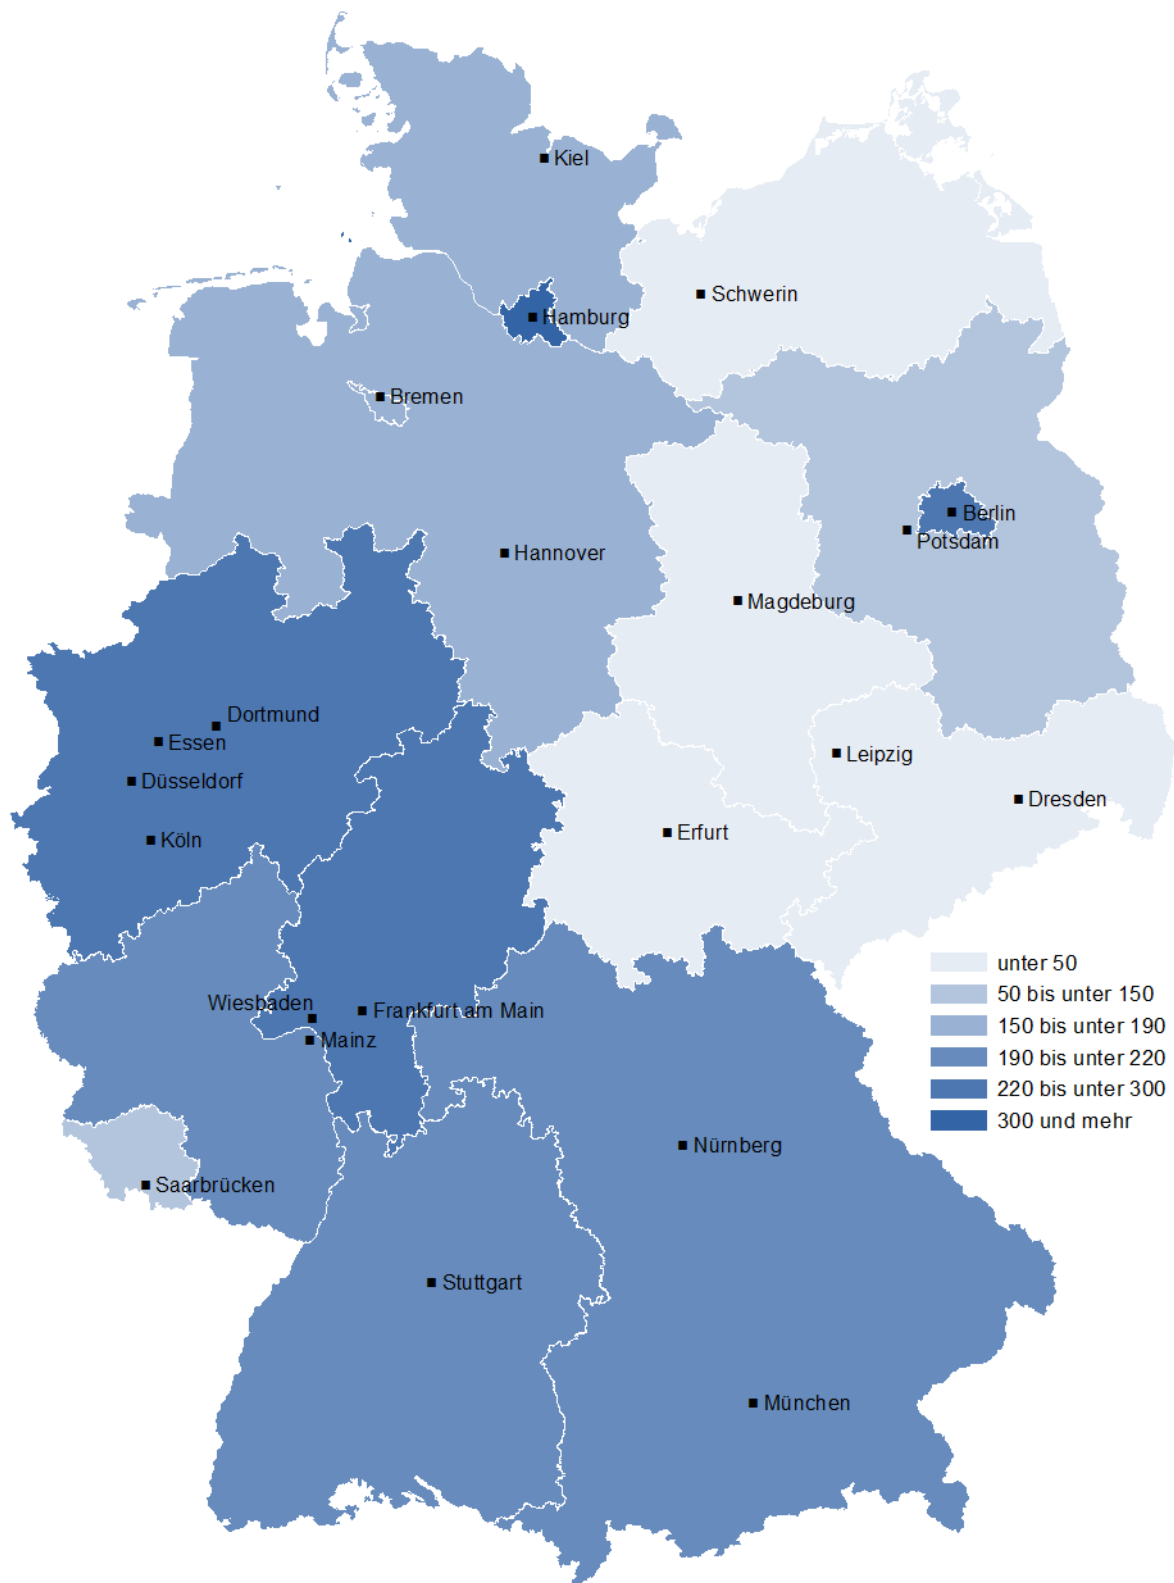 Kiel
Schwerin
Hamburg
Bremen
Berlin
Potsdam
Hannover
Magdeburg
Dortmund
Essen
Leipzig
Düsseldorf
Dresden
Köln
Erfurt
Wiesbaden
Frankfurt am Main
Mainz
unter 50
50 bis unter 150
150 bis unter 190
190 bis unter 220
220 bis unter 300
300 und mehr
Nürnberg
Saarbrücken
Stuttgart
München